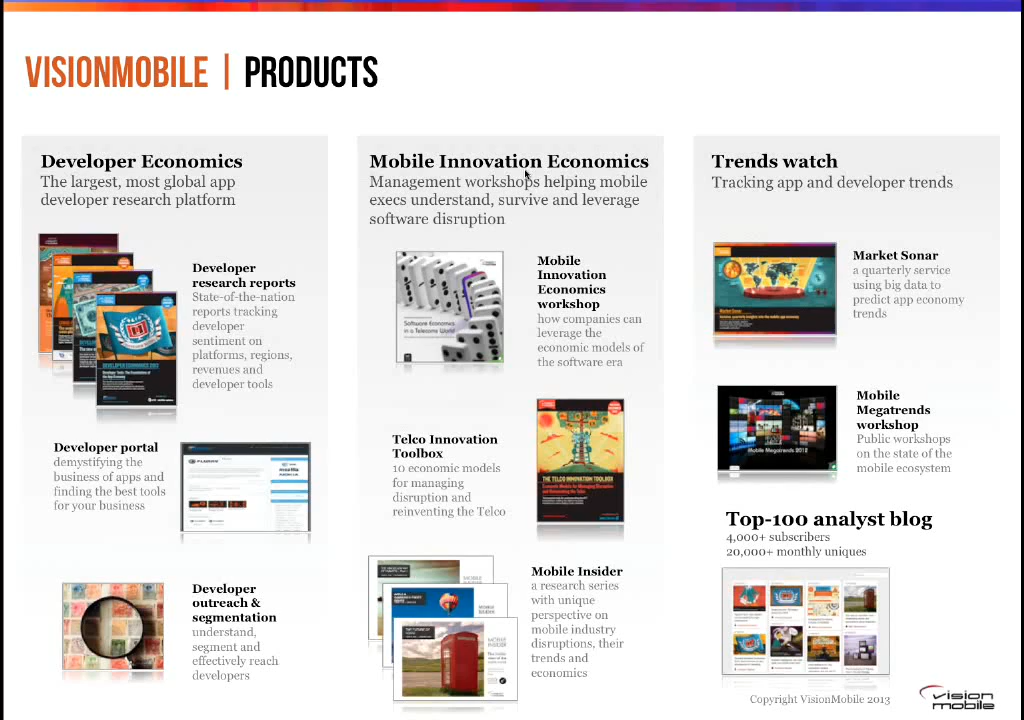 VISIONMOBILE | PRODUCTS
Developer Economics
The largest, most global app
developer research platform
Developer
research reports
State-of-the-nation
reports tracking
developer
sentiment on
platforms, regions,
revenues and
developer tools
Developer portal
demystifying the
business of apps and
finding the best tools
for your business
Developer
outreach &
segmentation
understand,
segment and
effectively reach
developers
Mobile Innovation Economics
Management workshops helping mobile
execs understand, survive and leverage
software disruption
Software Economics
in a Telecoms World
Mobile
Innovation
Economics
workshop
how companies can
leverage the
economic models of
the software era
Telco Innovation
Toolbox
10 economic models
for managing
disruption and
reinventing the Telco
THE TELCO INNOVATION TOOLBOX
Mobile Insider
a research series
with unique
perspective on
mobile industry
disruptions, their
trends and
economics
MOBILE
INSIDER
Trends watch
Tracking app and developer trends
Market Sonar
a quarterly service
using big data to
predict app economy
trends
Mobile Megatrends 2012
Mobile
Megatrends
workshop
Public workshops
on the state of the
mobile ecosystem
Top-100 analyst blog
4,000+ subscribers
20,000+ monthly uniques
Copyright VisionMobile 2013
vision
mobile